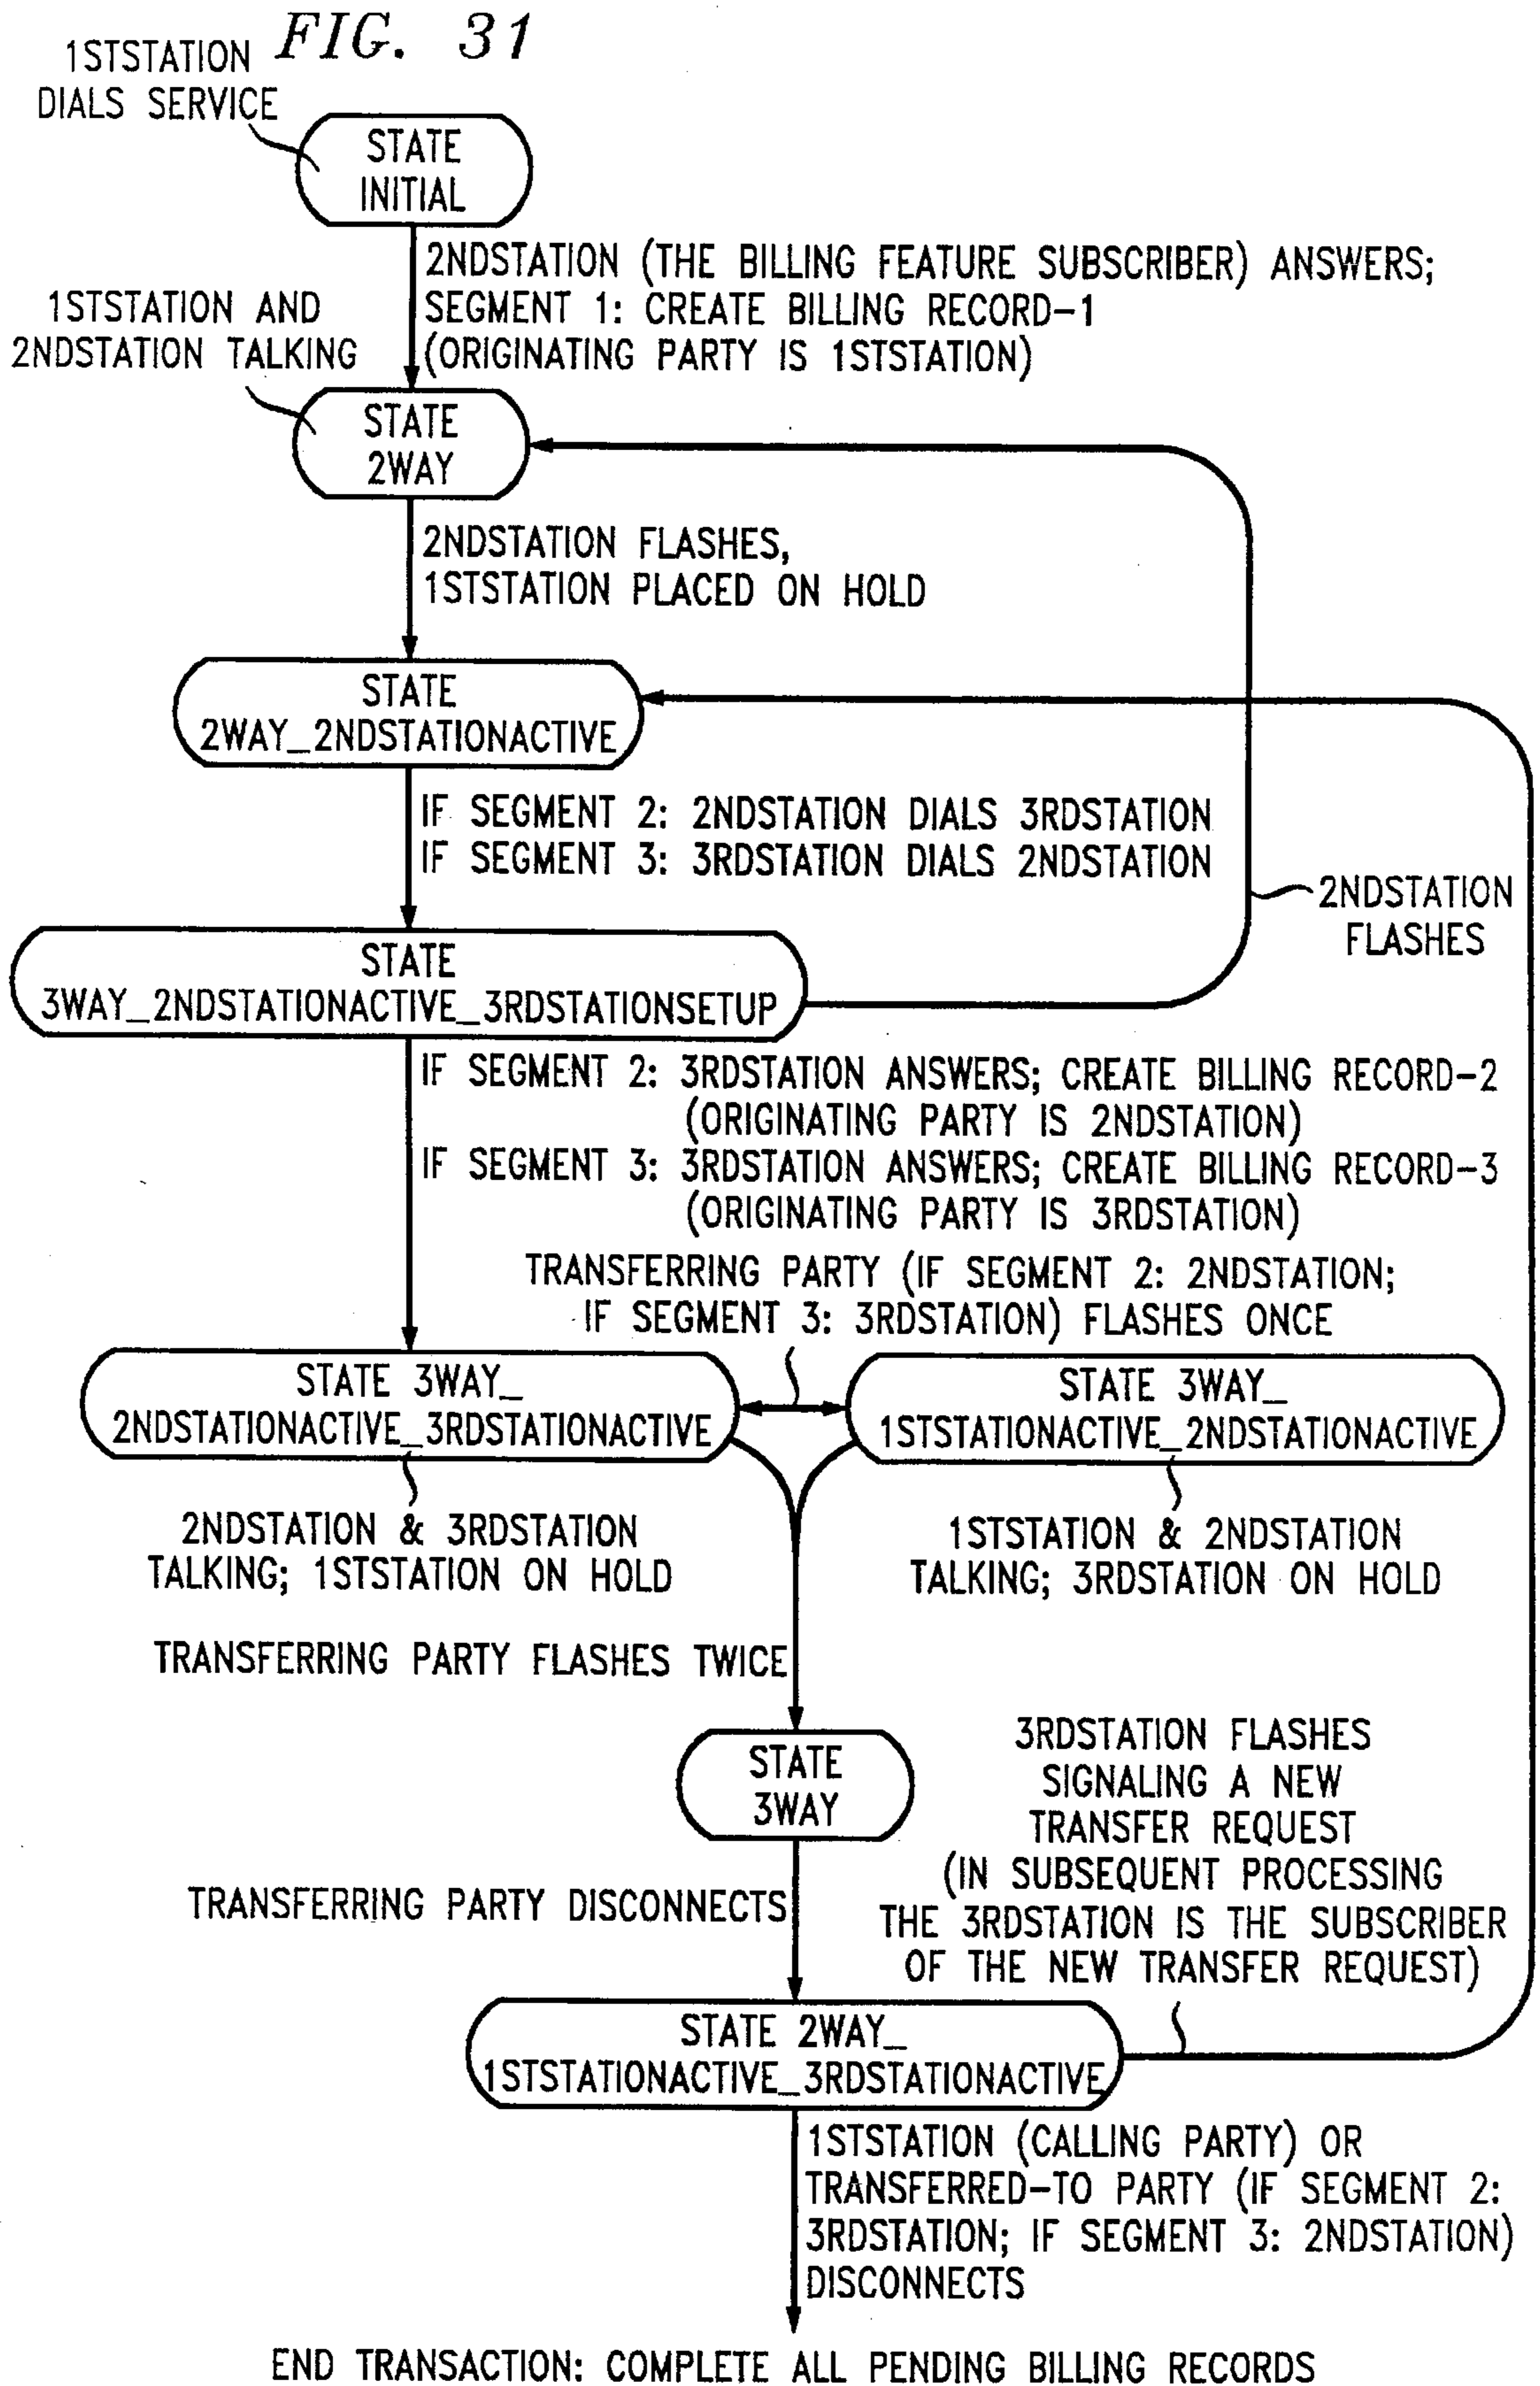 FIG. 31
1STSTATION
DIALS SERVICE
STATE
INITIAL
2NDSTATION (THE BILLING FEATURE SUBSCRIBER) ANSWERS;
SEGMENT 1: CREATE BILLING RECORD-1
(ORIGINATING PARTY IS 1STSTATION)
1STSTATION AND
2NDSTATION TALKING
STATE
2WAY
2NDSTATION FLASHES,
1STSTATION PLACED ON HOLD
STATE
2WAY_2NDSTATIONACTIVE
IF SEGMENT 2: 2NDSTATION DIALS 3RDSTATION
IF SEGMENT 3: 3RDSTATION DIALS 2NDSTATION
2NDSTATION
FLASHES
STATE
3WAY_2NDSTATIONACTIVE_3RDSTATIONSETUP
IF SEGMENT 2: 3RDSTATION ANSWERS; CREATE BILLING RECORD-2
(ORIGINATING PARTY IS 2NDSTATION)
IF SEGMENT 3: 3RDSTATION ANSWERS; CREATE BILLING RECORD-3
(ORIGINATING PARTY IS 3RDSTATION)
TRANSFERRING PARTY (IF SEGMENT 2: 2NDSTATION;
IF SEGMENT 3: 3RDSTATION) FLASHES ONCE
STATE 3WAY_
2NDSTATIONACTIVE_3RDSTATIONACTIVE
STATE 3WAY_
1STSTATIONACTIVE_2NDSTATIONACTIVE
2NDSTATION & 3RDSTATION
TALKING; 1STSTATION ON HOLD
1STSTATION & 2NDSTATION
TALKING; 3RDSTATION ON HOLD
TRANSFERRING PARTY FLASHES TWICE
STATE
3WAY
3RDSTATION FLASHES
SIGNALING A NEW
TRANSFER REQUEST
(IN SUBSEQUENT PROCESSING
THE 3RDSTATION IS THE SUBSCRIBER
OF THE NEW TRANSFER REQUEST)
TRANSFERRING PARTY DISCONNECTS
STATE 2WAY_
1STSTATIONACTIVE_3RDSTATIONACTIVE
1STSTATION (CALLING PARTY) OR
TRANSFERRED-TO PARTY (IF SEGMENT 2:
3RDSTATION; IF SEGMENT 3: 2NDSTATION)
DISCONNECTS
END TRANSACTION: COMPLETE ALL PENDING BILLING RECORDS